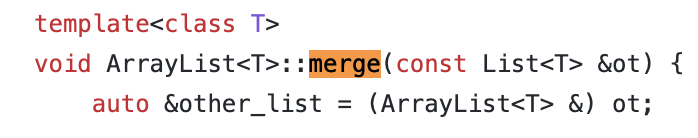 template<class T>
void ArrayList<T>::merge(const List<T> &ot) {
auto &other_list = (ArrayList<T> &) ot;